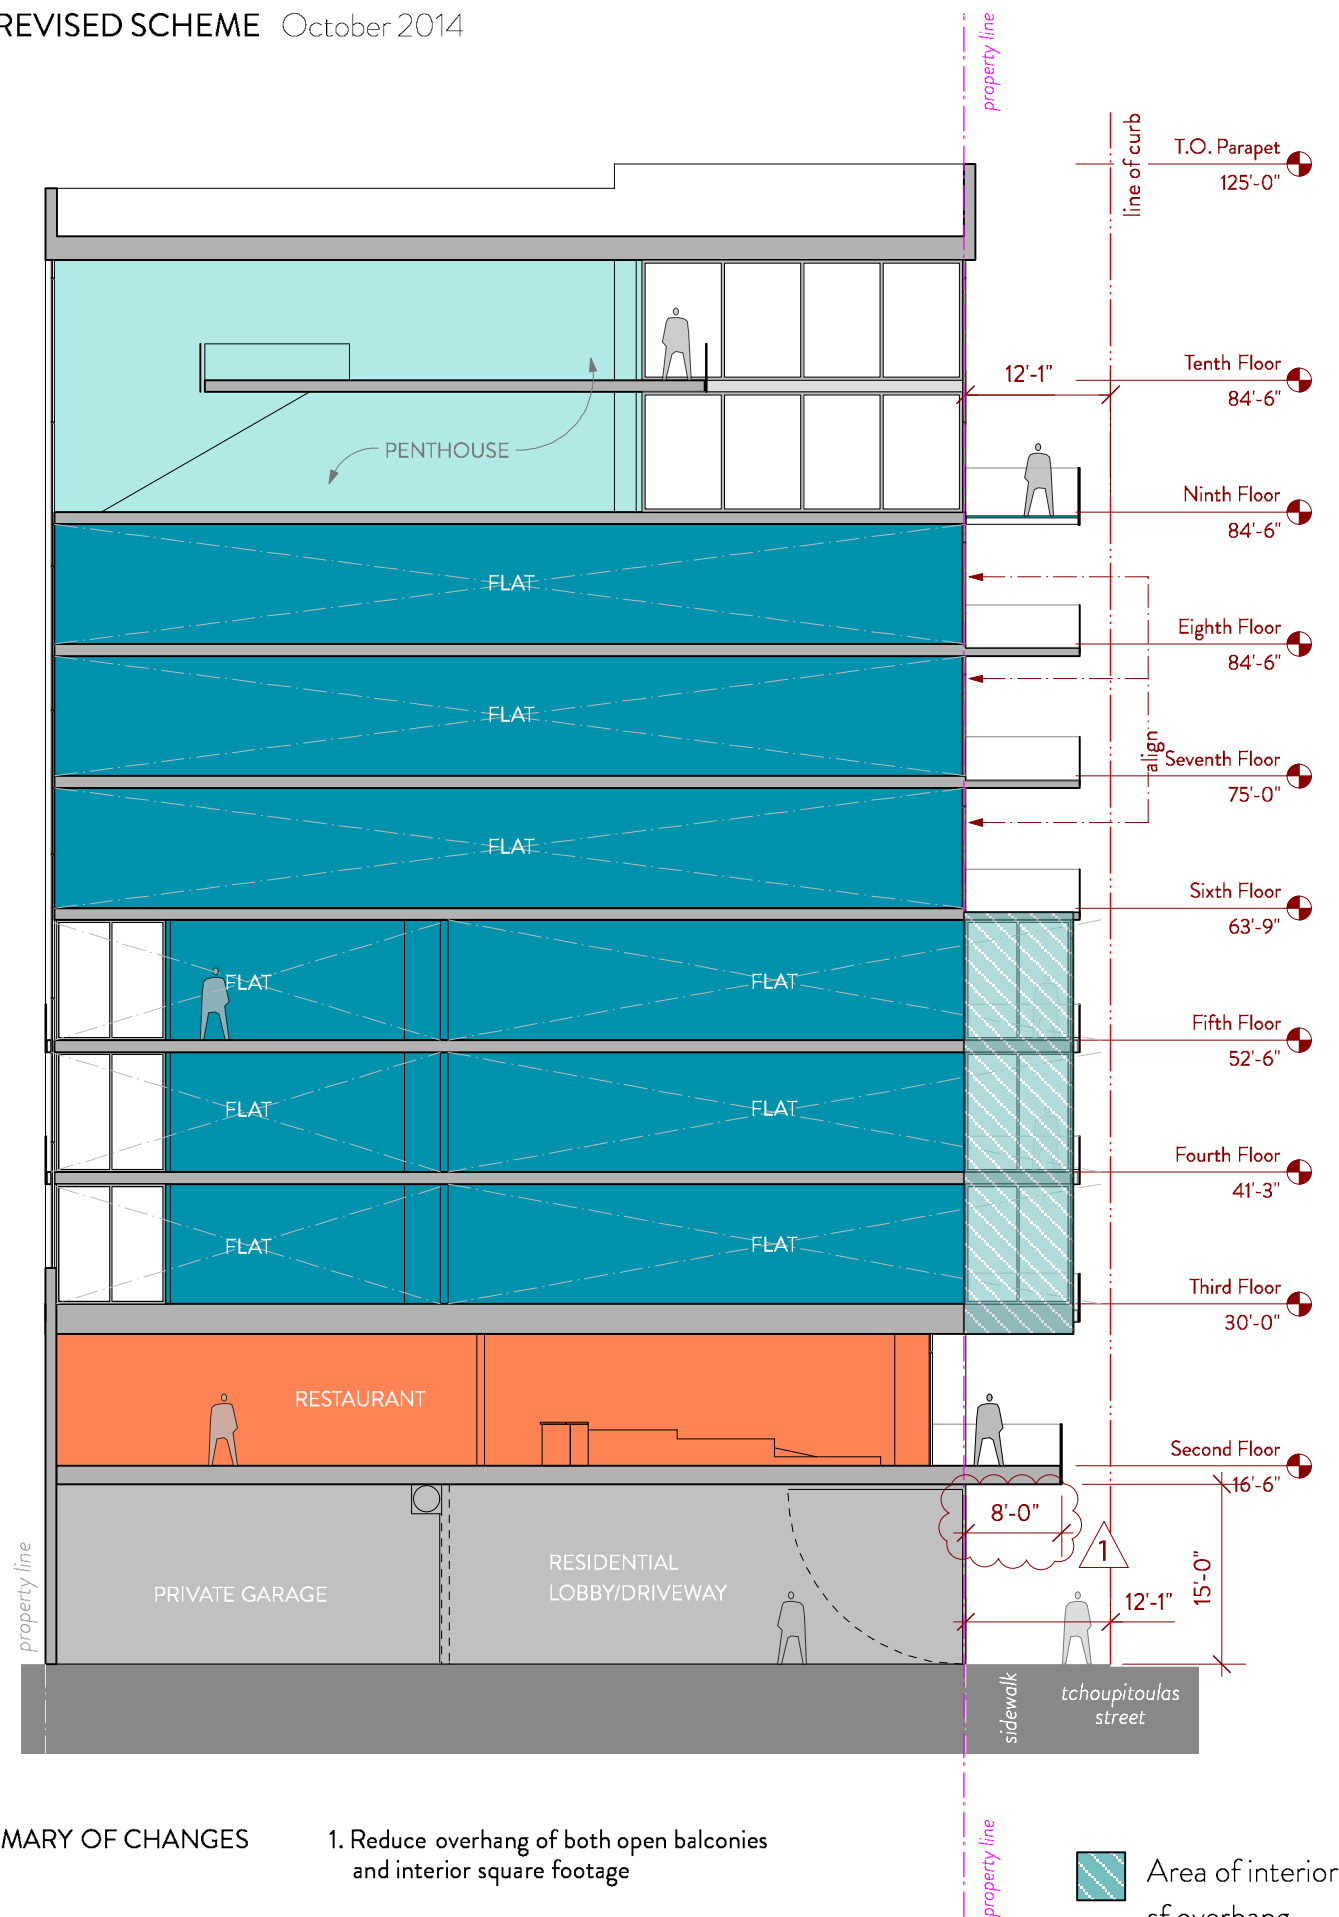 REVISED SCHEME October 2014
property line
line of curb
T.O. Parapet
125'-0"
Tenth Floor
84'-6"
12'-1"
PENTHOUSE
Ninth Floor
84'-6"
FLAT
Eighth Floor
84'-6"
FLAT
align
Seventh Floor
75'-0"
FLAT
Sixth Floor
63'-9"
FLAT FLAT
Fifth Floor
52'-6"
FLAT FLAT
Fourth Floor
41'-3"
FLAT FLAT
Third Floor
30'-0"
RESTAURANT
Second Floor
16'-6"
8'-0"
1
15'-0"
12'-1"
property line
PRIVATE GARAGE
RESIDENTIAL
LOBBY/DRIVEWAY
sidewalk
tchoupitoulas
street
MARY OF CHANGES
1. Reduce overhang of both open balconies
and interior square footage
property line
Area of interior
sf overhang